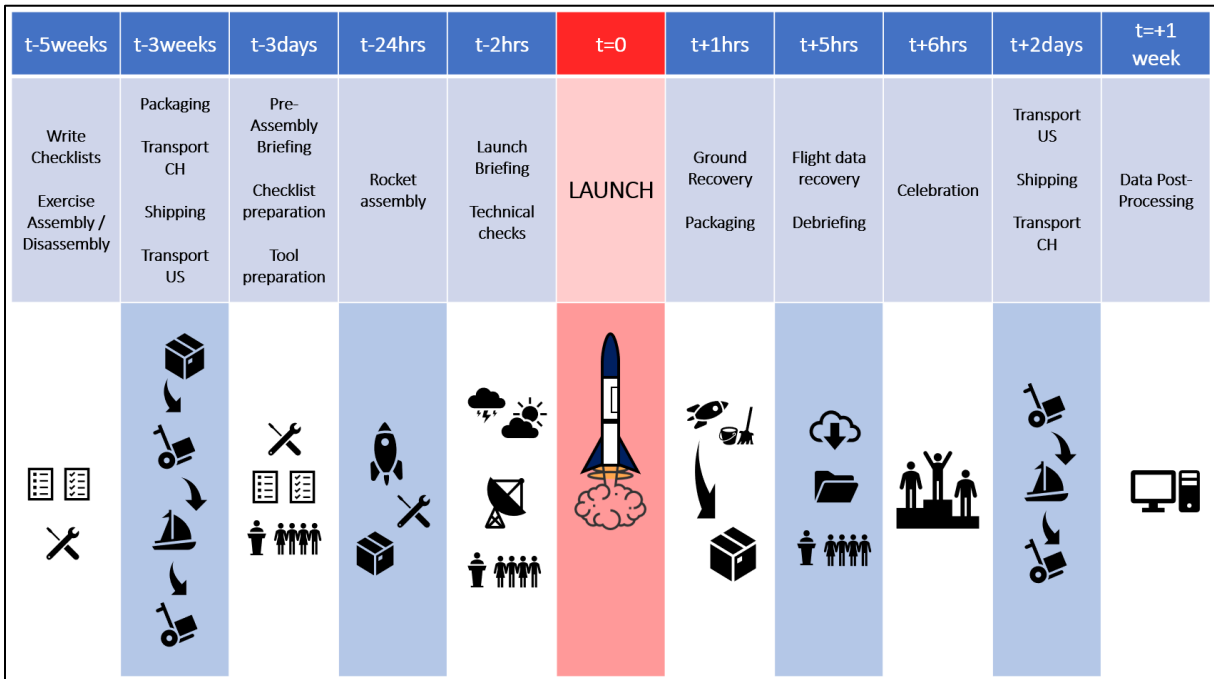 t-5weeks
t-3weeks
t-3days
t-24hrs
t-2hrs
t=0
t+1hrs
t+5hrs
t+6hrs
t+2days
t=+1
week
Write
Checklists
Exercise
Assembly /
Disassembly
Packaging
Transport
CH
Shipping
Transport
US
Pre-
Assembly
Briefing
Checklist
preparation
Tool
preparation
Rocket
assembly
Launch
Briefing
Technical
checks
LAUNCH
Ground
Recovery
Packaging
Flight data
recovery
Debriefing
Celebration
Transport
US
Shipping
Transport
CH
Data Post-
Processing